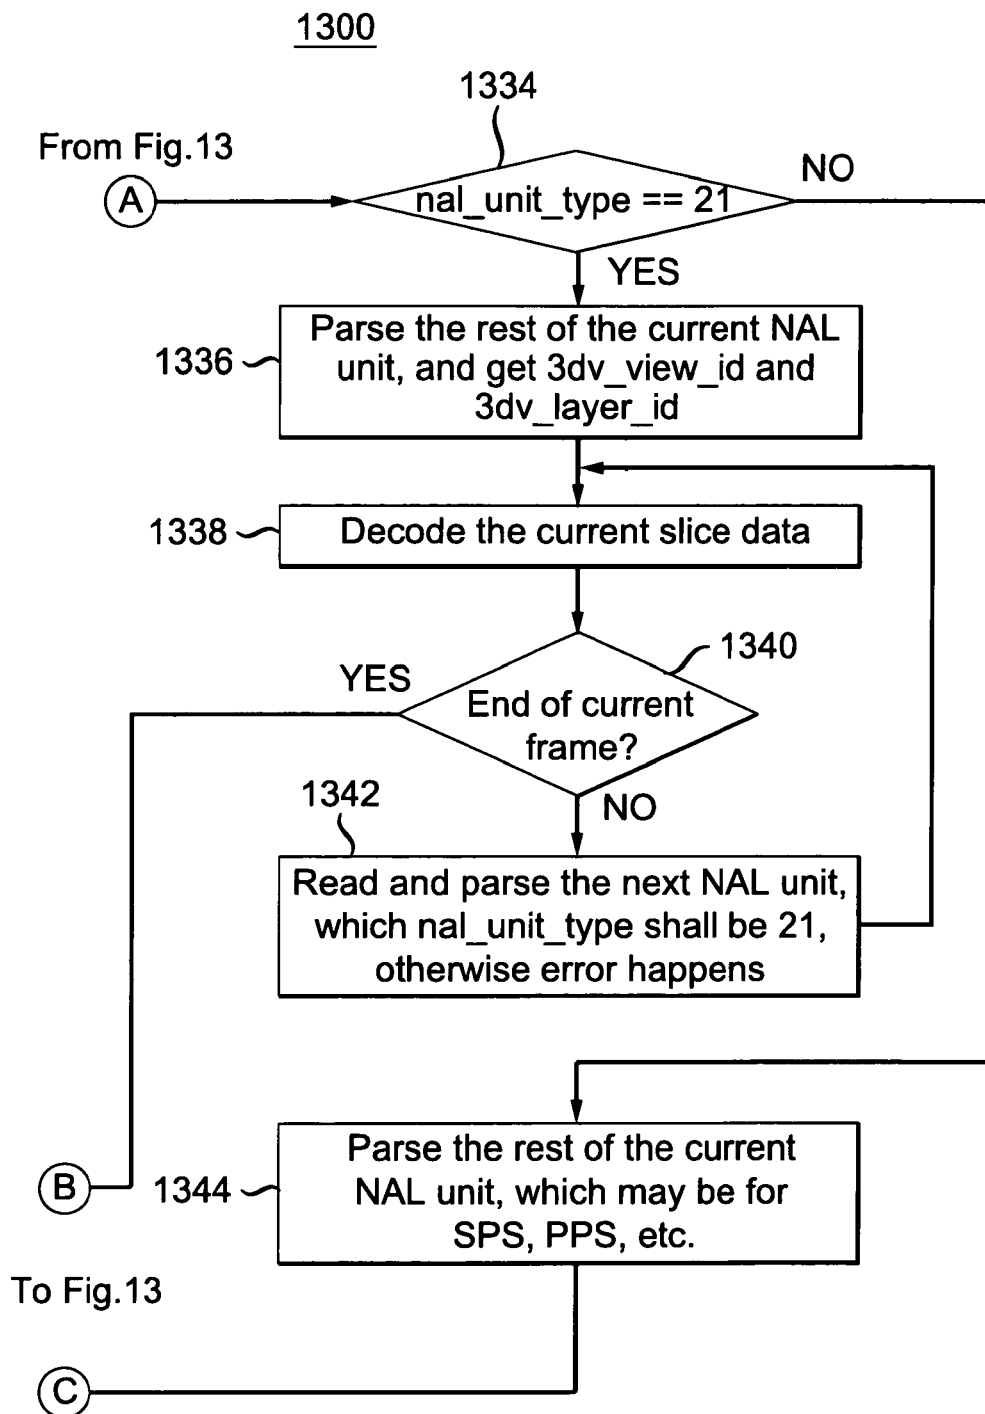 1300
1334
From Fig.13
A
nal_unit_type == 21
NO
YES
Parse the rest of the current NAL
unit, and get 3dv_view_id and
3dv_layer_id
1336
1338
Decode the current slice data
1340
YES
End of current
frame?
NO
1342
Read and parse the next NAL unit,
which nal_unit_type shall be 21,
otherwise error happens
B
1344
Parse the rest of the current
NAL unit, which may be for
SPS, PPS, etc.
To Fig.13
C